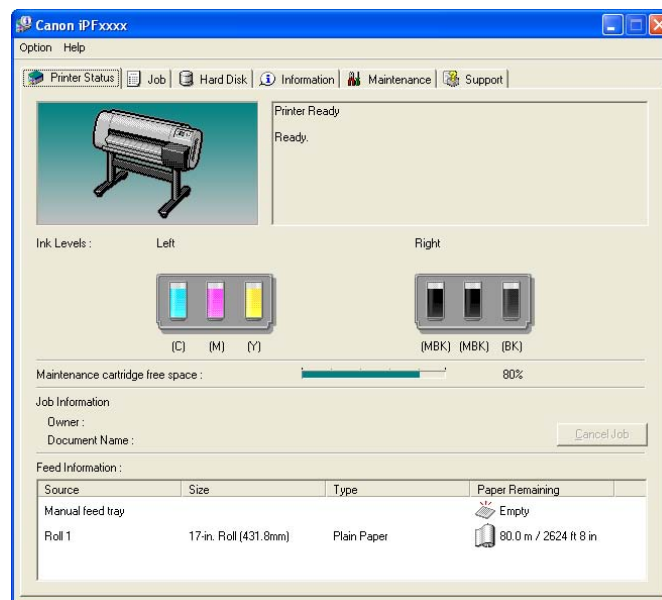 Canon iPFxxxx
Option Help
Printer Status Job Hard Disk Information Maintenance Support
Printer Ready
Ready.
Ink Levels : Left Right
(C) (M) (Y) (MBK) (MBK) (BK)
Maintenance cartridge free space : 80%
Job Information
Owner :
Document Name :
Cancel Job
Feed Information :
Source Size Type Paper Remaining
Manual feed tray Empty
Roll 1 17-in. Roll (431.8mm) Plain Paper 80.0 m / 2624 ft 8 in